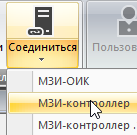 Соединиться
Пользов
МЗИ-ОИК
МЗИ-контроллер
МЗИ-контроллер .